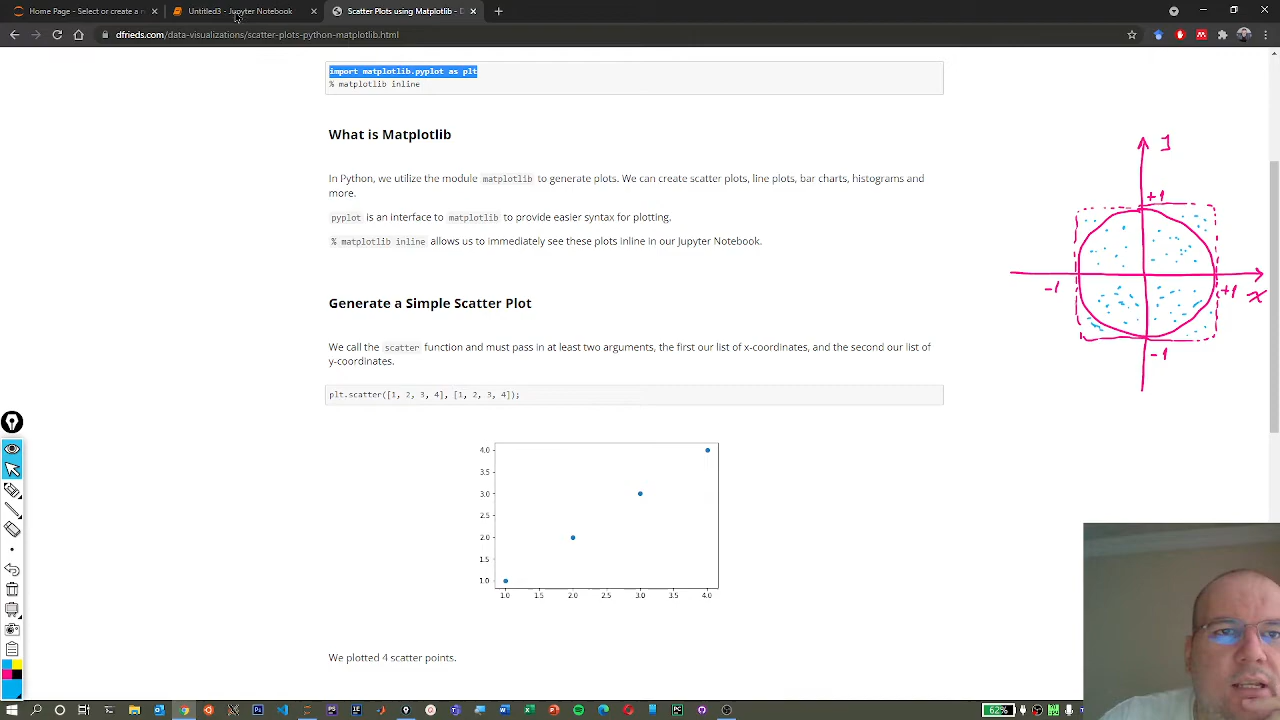 Home Page - Select or create a n
Untitled3 - Jupyter Notebook
Scatter Plots using Matplotlib - D
dfrieds.com/data-visualizations/scatter-plots-python-matplotlib.html
import matplotlib.pyplot as plt
% matplotlib inline
What is Matplotlib
In Python, we utilize the module matplotlib to generate plots. We can create scatter plots, line plots, bar charts, histograms and
more.
pyplot is an interface to matplotlib to provide easier syntax for plotting.
% matplotlib inline allows us to immediately see these plots inline in our Jupyter Notebook.
Generate a Simple Scatter Plot
We call the scatter function and must pass in at least two arguments, the first our list of x-coordinates, and the second our list of
y-coordinates.
plt.scatter([1, 2, 3, 4], [1, 2, 3, 4]);
4.0
3.5
3.0
2.5
2.0
1.5
1.0
1.0 1.5 2.0 2.5 3.0 3.5 4.0
We plotted 4 scatter points.
+1
-1
+1
x
-1
62%